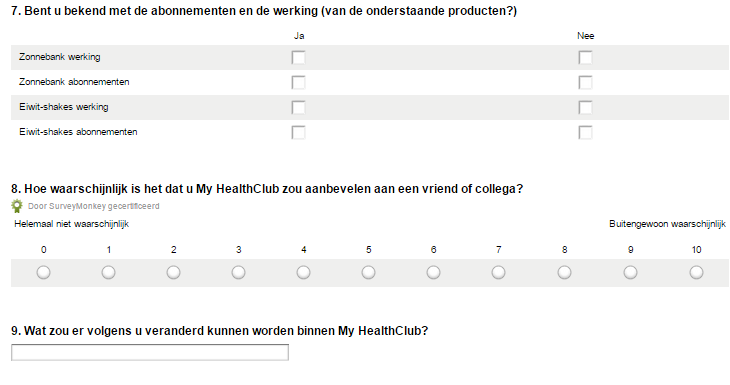 7. Bent u bekend met de abonnementen en de werking (van de onderstaande producten?)
Ja Nee
Zonnebank werking
Zonnebank abonnementen
Eiwit-shakes werking
Eiwit-shakes abonnementen
8. Hoe waarschijnlijk is het dat u My HealthClub zou aanbevelen aan een vriend of collega?
Door SurveyMonkey gecertificeerd
Helemaal niet waarschijnlijk Buitengewoon waarschijnlijk
0 1 2 3 4 5 6 7 8 9 10
9. Wat zou er volgens u veranderd kunnen worden binnen My HealthClub?